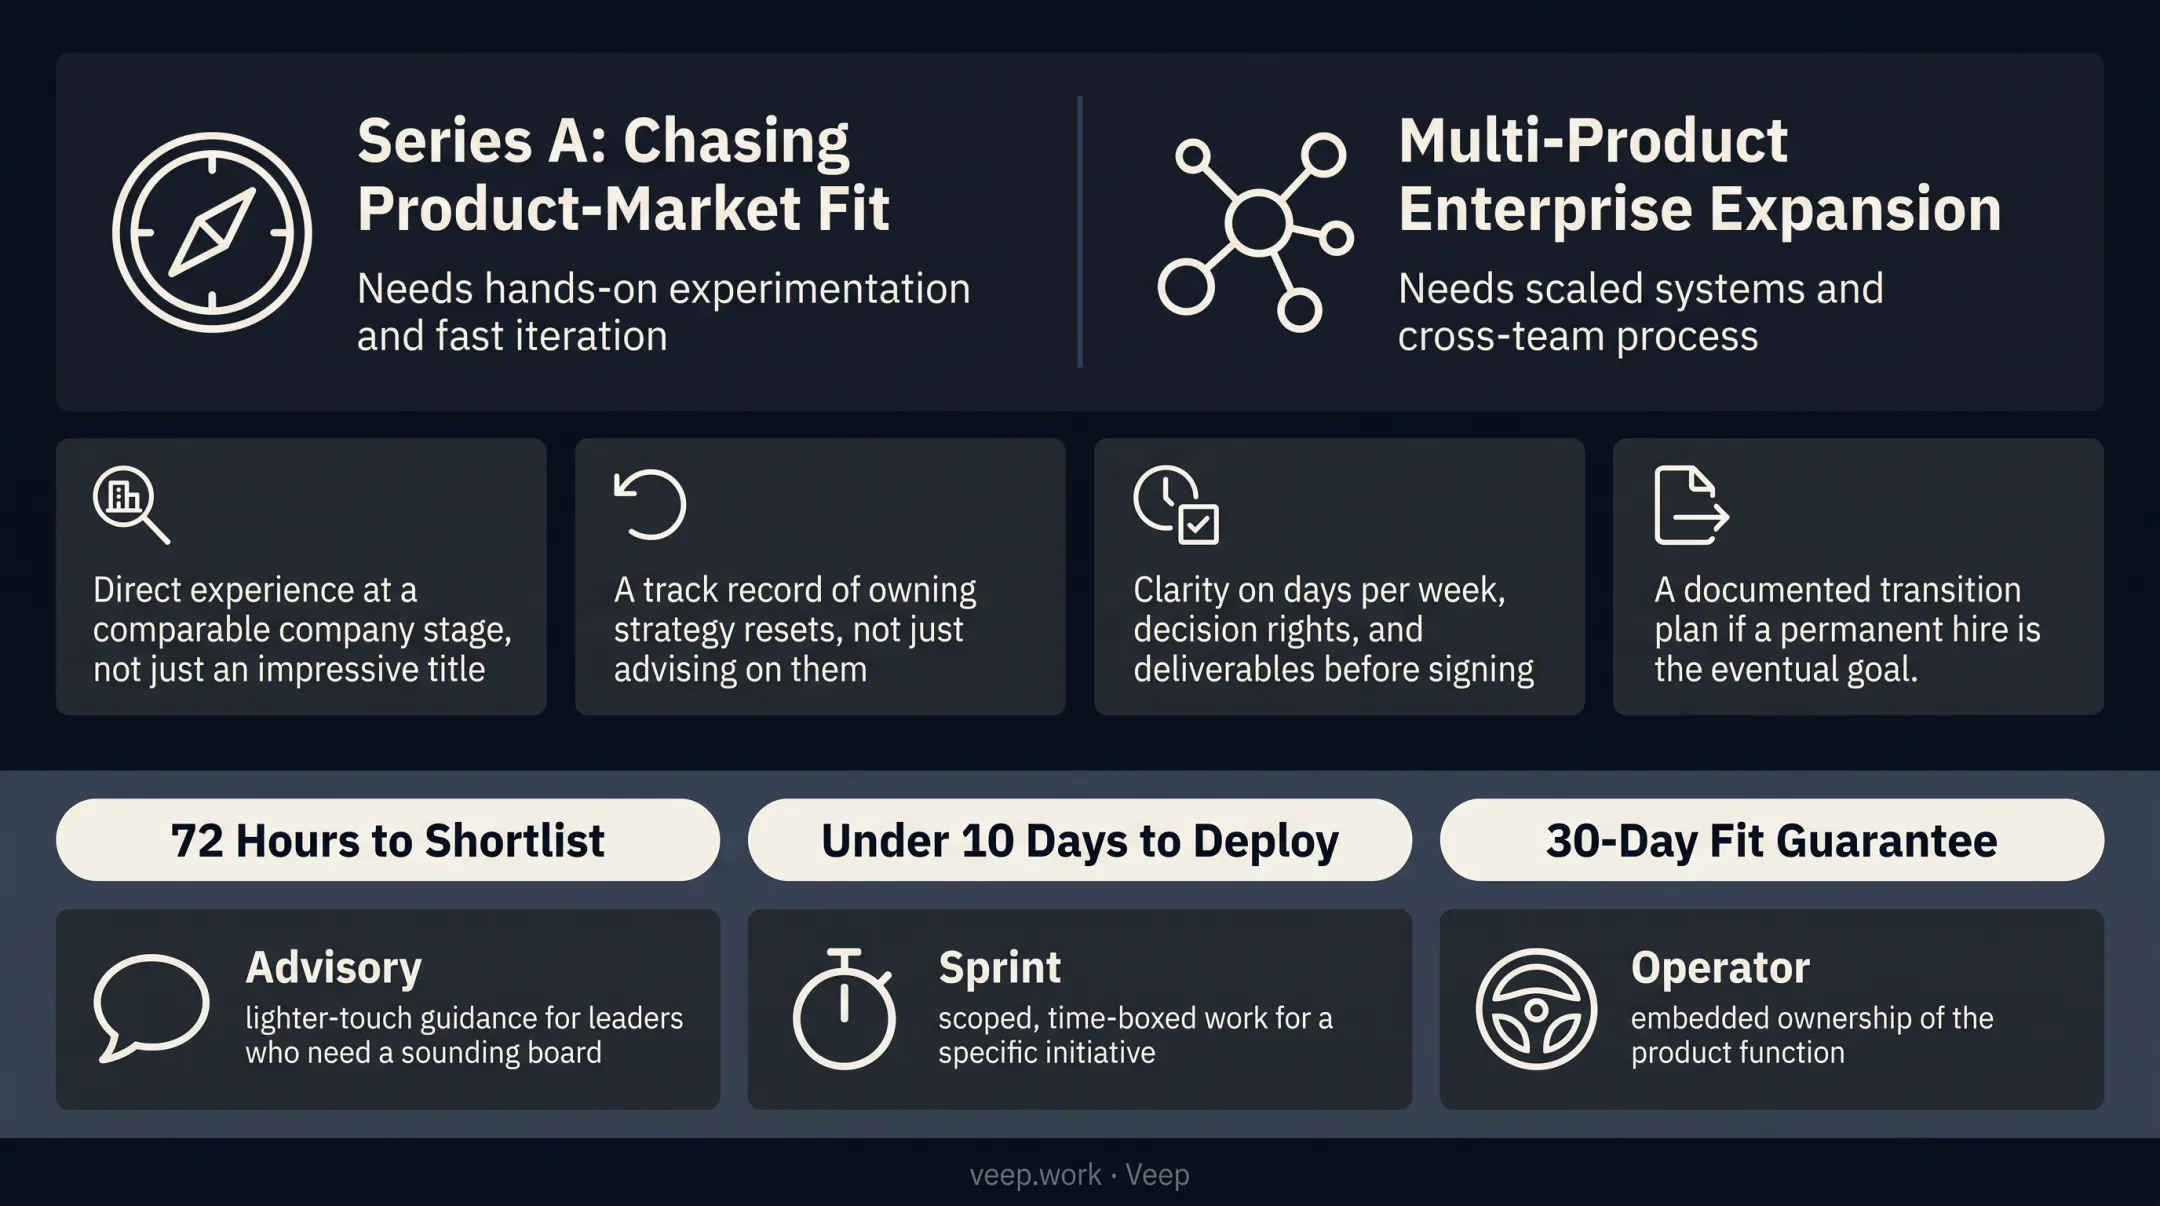 Series A: Chasing
Product-Market Fit
Needs hands-on experimentation
and fast iteration
Multi-Product
Enterprise Expansion
Needs scaled systems and
cross-team process
Direct experience at a
comparable company stage,
not just an impressive title
A track record of owning
strategy resets, not just
advising on them
Clarity on days per week,
decision rights, and
deliverables before signing
A documented transition
plan if a permanent hire is
the eventual goal.
72 Hours to Shortlist
Under 10 Days to Deploy
30-Day Fit Guarantee
Advisory
lighter-touch guidance for leaders
who need a sounding board
Sprint
scoped, time-boxed work for a
specific initiative
Operator
embedded ownership of the
product function
veep.work · Veep